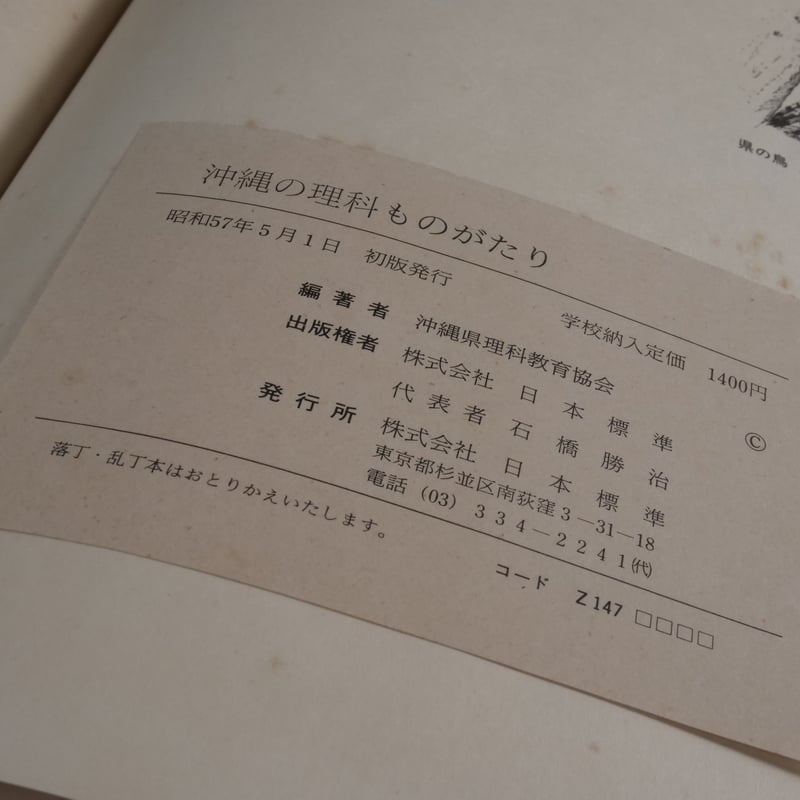 県の鳥
沖縄の理科ものがたり
昭和57年5月1日 初版発行
学校納入定価 1400円
編著者 沖縄県理科教育協会
出版権者 株式会社 日本標準 ©
代表者 石橋勝治
発行所 株式会社 日本標準
東京都杉並区南荻窪3―31―18
電話(03)334―2241㈹
落丁・乱丁本はおとりかえいたします。
コード Z147 □□□□